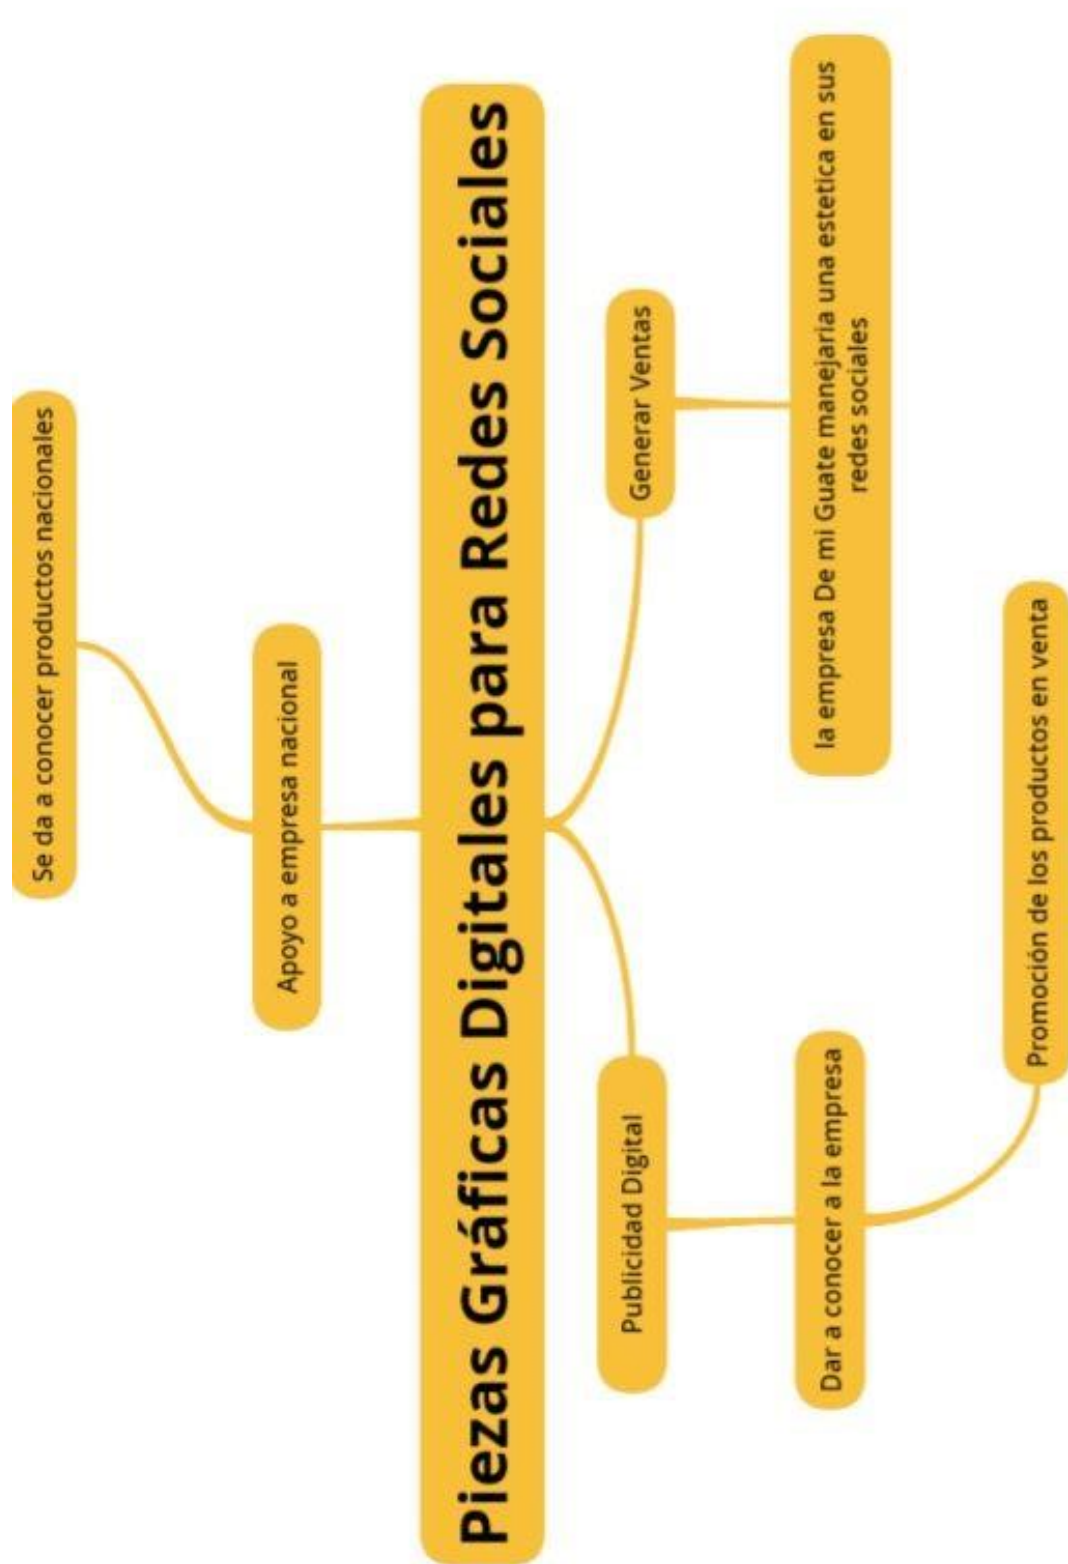 Se da a conocer productos nacionales
Apoyo a empresa nacional
Piezas Gráficas Digitales para Redes Sociales
Publicidad Digital
Generar Ventas
Dar a conocer a la empresa
la empresa De mi Guate manejaria una estetica en sus
redes sociales
Promoción de los productos en venta